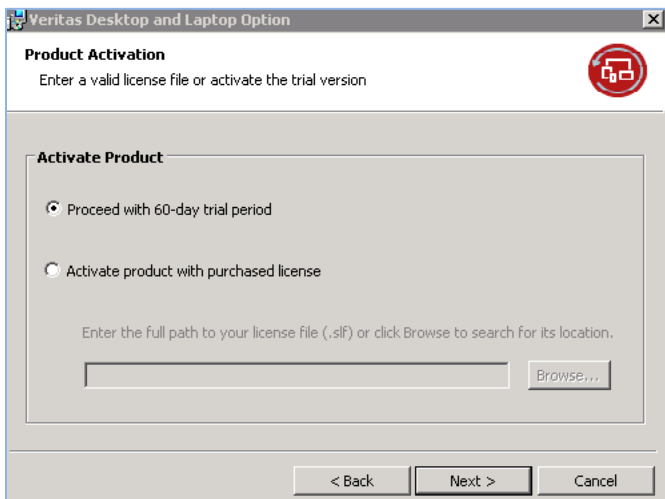 Veritas Desktop and Laptop Option
Product Activation
Enter a valid license file or activate the trial version
Activate Product
Proceed with 60-day trial period
Activate product with purchased license
Enter the full path to your license file (.slf) or click Browse to search for its location.
Browse...
< Back
Next >
Cancel